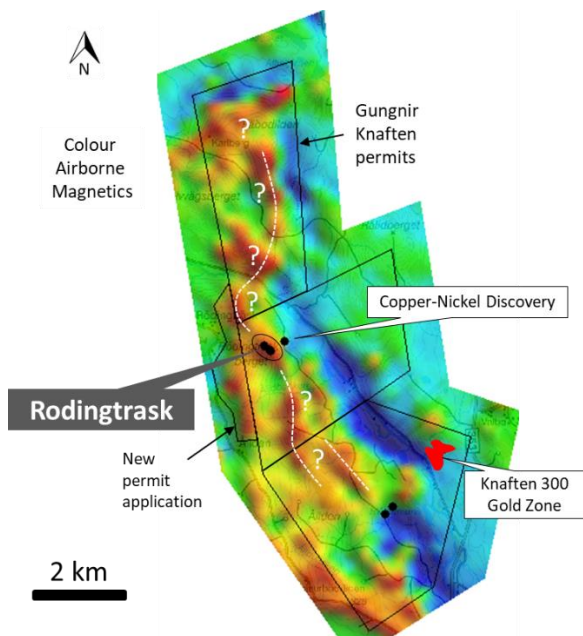 N
Colour
Airborne
Magnetics
Gungnir
Knaften
permits
?
?
?
?
Copper-Nickel Discovery
Rodingtrask
?
?
New
permit
application
Knaften 300
Gold Zone
2 km